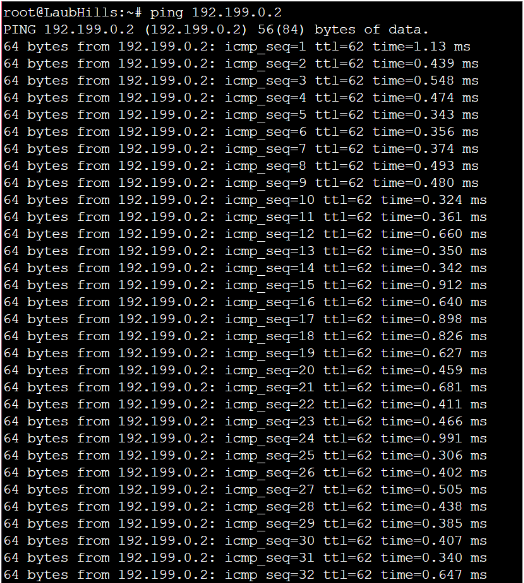 root@LaubHills:~# ping 192.199.0.2
PING 192.199.0.2 (192.199.0.2) 56(84) bytes of data.
64 bytes from 192.199.0.2: icmp_seq=1 ttl=62 time=1.13 ms
64 bytes from 192.199.0.2: icmp_seq=2 ttl=62 time=0.439 ms
64 bytes from 192.199.0.2: icmp_seq=3 ttl=62 time=0.548 ms
64 bytes from 192.199.0.2: icmp_seq=4 ttl=62 time=0.474 ms
64 bytes from 192.199.0.2: icmp_seq=5 ttl=62 time=0.343 ms
64 bytes from 192.199.0.2: icmp_seq=6 ttl=62 time=0.356 ms
64 bytes from 192.199.0.2: icmp_seq=7 ttl=62 time=0.374 ms
64 bytes from 192.199.0.2: icmp_seq=8 ttl=62 time=0.493 ms
64 bytes from 192.199.0.2: icmp_seq=9 ttl=62 time=0.480 ms
64 bytes from 192.199.0.2: icmp_seq=10 ttl=62 time=0.324 ms
64 bytes from 192.199.0.2: icmp_seq=11 ttl=62 time=0.361 ms
64 bytes from 192.199.0.2: icmp_seq=12 ttl=62 time=0.660 ms
64 bytes from 192.199.0.2: icmp_seq=13 ttl=62 time=0.350 ms
64 bytes from 192.199.0.2: icmp_seq=14 ttl=62 time=0.342 ms
64 bytes from 192.199.0.2: icmp_seq=15 ttl=62 time=0.912 ms
64 bytes from 192.199.0.2: icmp_seq=16 ttl=62 time=0.640 ms
64 bytes from 192.199.0.2: icmp_seq=17 ttl=62 time=0.898 ms
64 bytes from 192.199.0.2: icmp_seq=18 ttl=62 time=0.826 ms
64 bytes from 192.199.0.2: icmp_seq=19 ttl=62 time=0.627 ms
64 bytes from 192.199.0.2: icmp_seq=20 ttl=62 time=0.459 ms
64 bytes from 192.199.0.2: icmp_seq=21 ttl=62 time=0.681 ms
64 bytes from 192.199.0.2: icmp_seq=22 ttl=62 time=0.411 ms
64 bytes from 192.199.0.2: icmp_seq=23 ttl=62 time=0.466 ms
64 bytes from 192.199.0.2: icmp_seq=24 ttl=62 time=0.991 ms
64 bytes from 192.199.0.2: icmp_seq=25 ttl=62 time=0.306 ms
64 bytes from 192.199.0.2: icmp_seq=26 ttl=62 time=0.402 ms
64 bytes from 192.199.0.2: icmp_seq=27 ttl=62 time=0.505 ms
64 bytes from 192.199.0.2: icmp_seq=28 ttl=62 time=0.438 ms
64 bytes from 192.199.0.2: icmp_seq=29 ttl=62 time=0.385 ms
64 bytes from 192.199.0.2: icmp_seq=30 ttl=62 time=0.407 ms
64 bytes from 192.199.0.2: icmp_seq=31 ttl=62 time=0.340 ms
64 bytes from 192.199.0.2: icmp_seq=32 ttl=62 time=0.647 ms